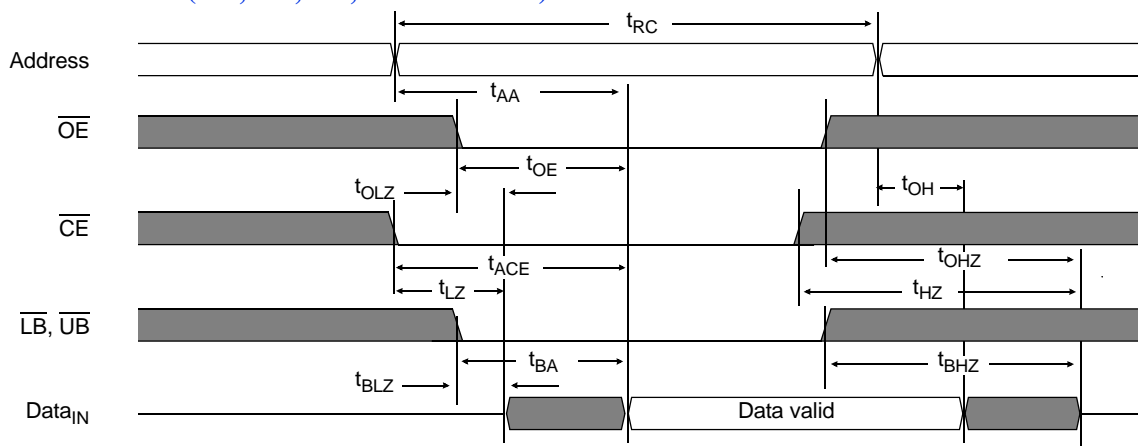 tRC
Address
tAA
OE
tOE
tOLZ
tOH
CE
tACE
tOHZ
tLZ
tHZ
LB, UB
tBA
tBHZ
tBLZ
DataIN
Data valid